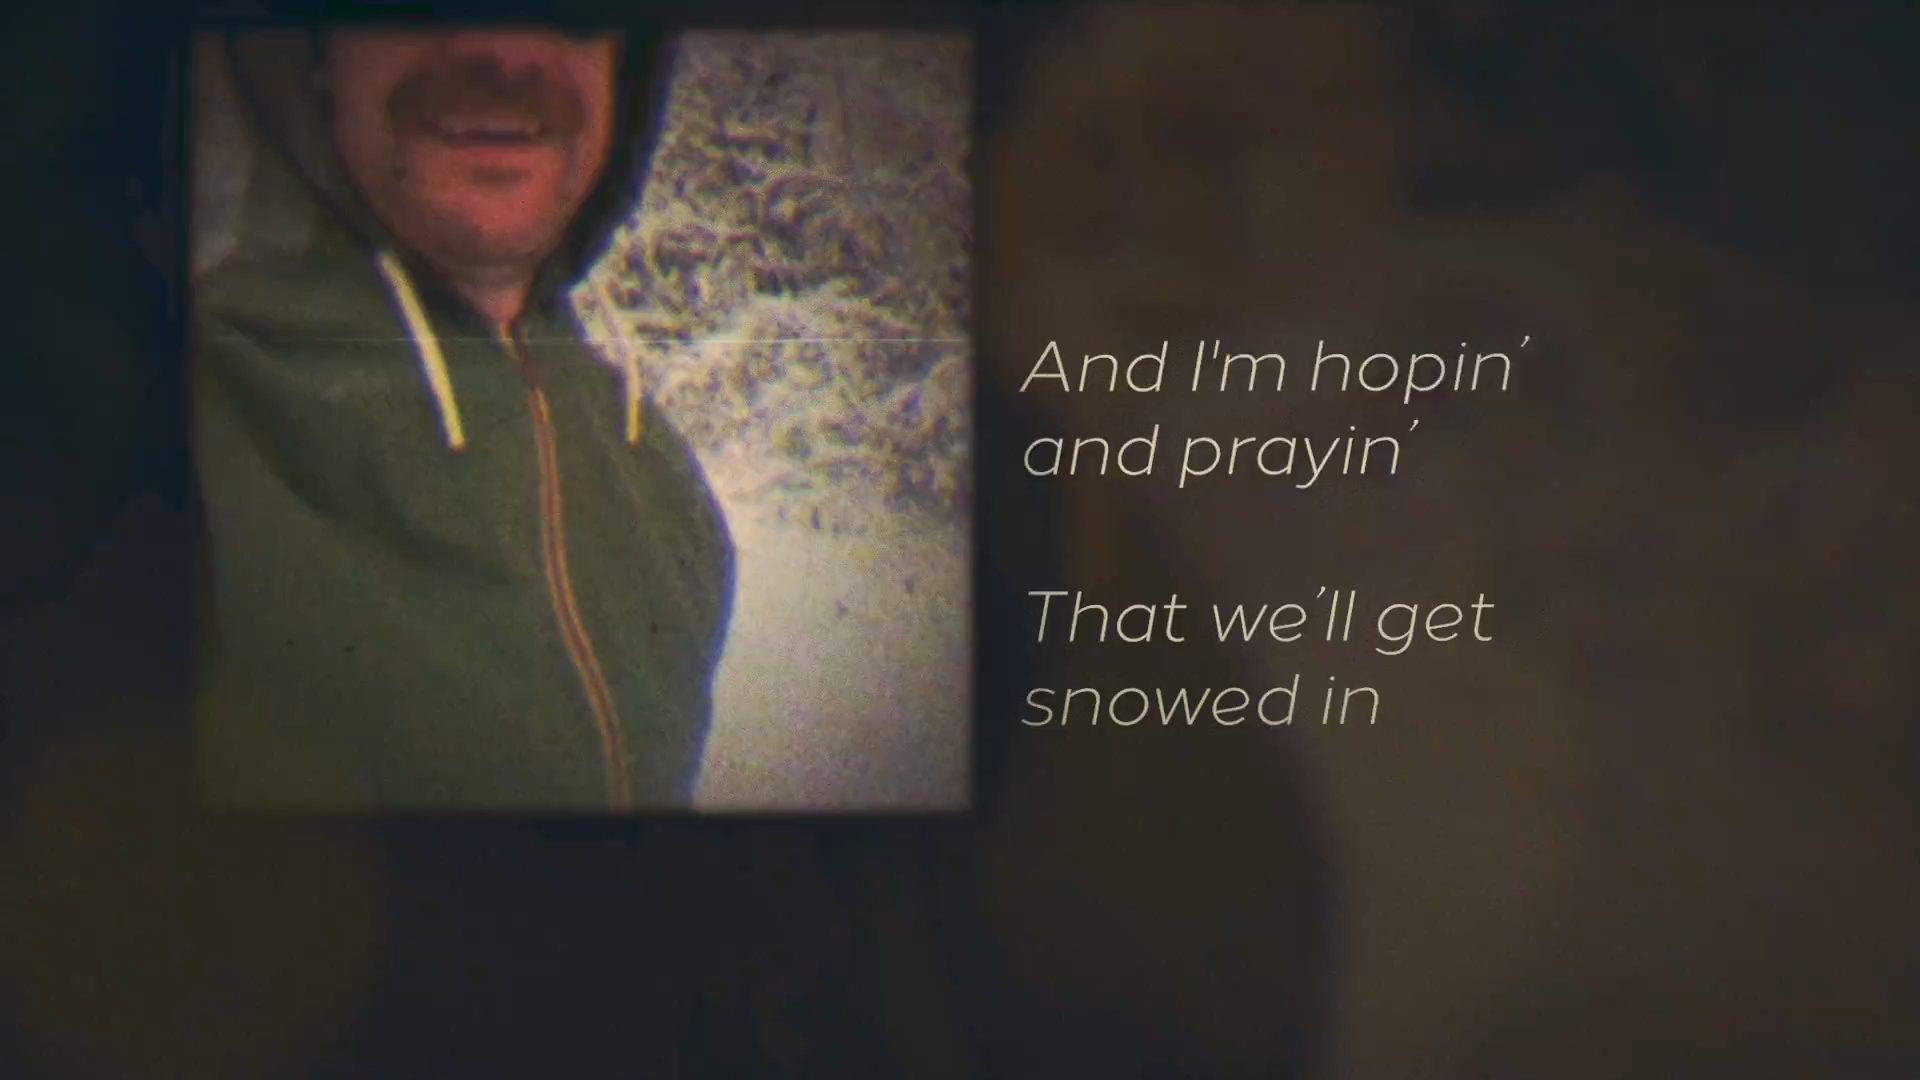 And I'm hopin’
and prayin’
That we’ll get
snowed in